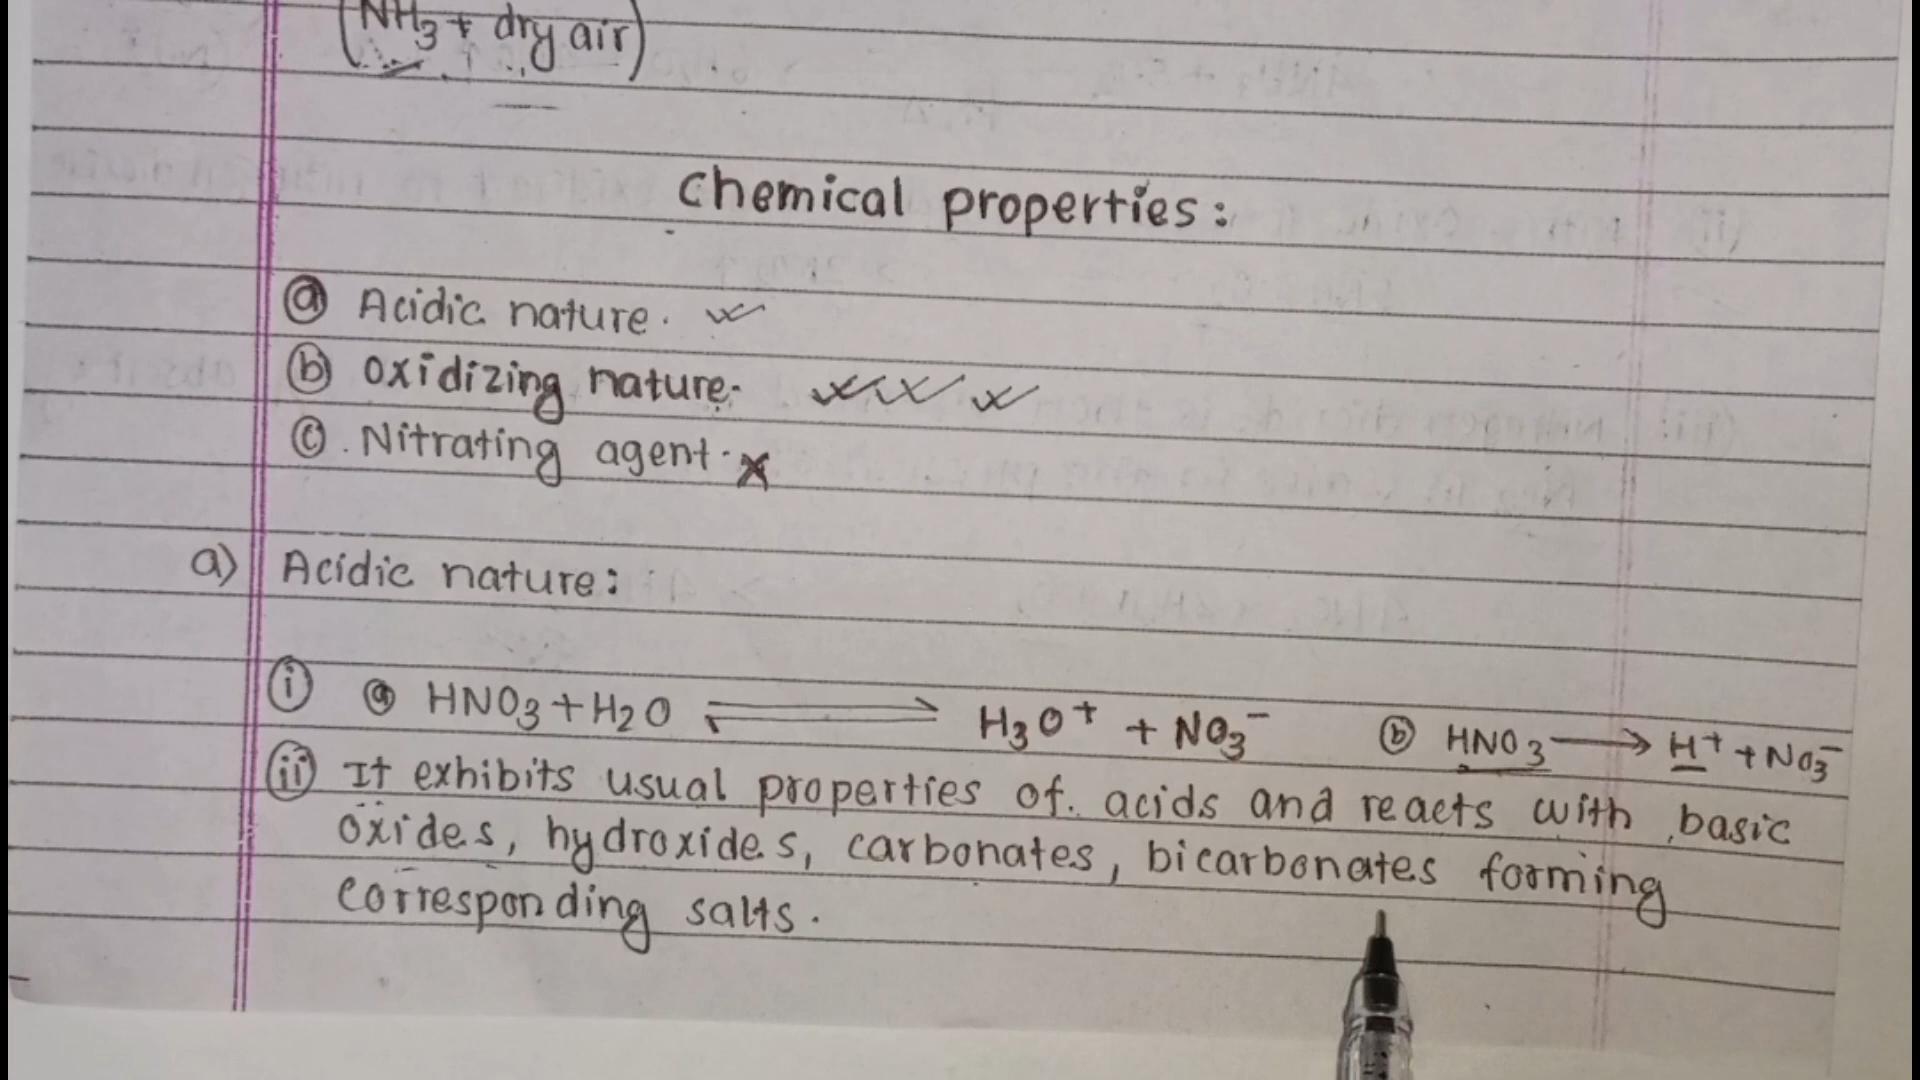 (NH3 + dry air)
Chemical properties:
ⓐ Acidic nature.
ⓑ Oxidizing nature.
ⓒ. Nitrating agent.
a) Acidic nature:
ⓘ ⓐ HNO3 + H2O ⇌ H3O+ + NO3- ⓑ HNO3 → H+ + NO3-
(ii) It exhibits usual properties of. acids and reacts with basic
oxides, hydroxides, carbonates, bicarbonates forming
corresponding salts.